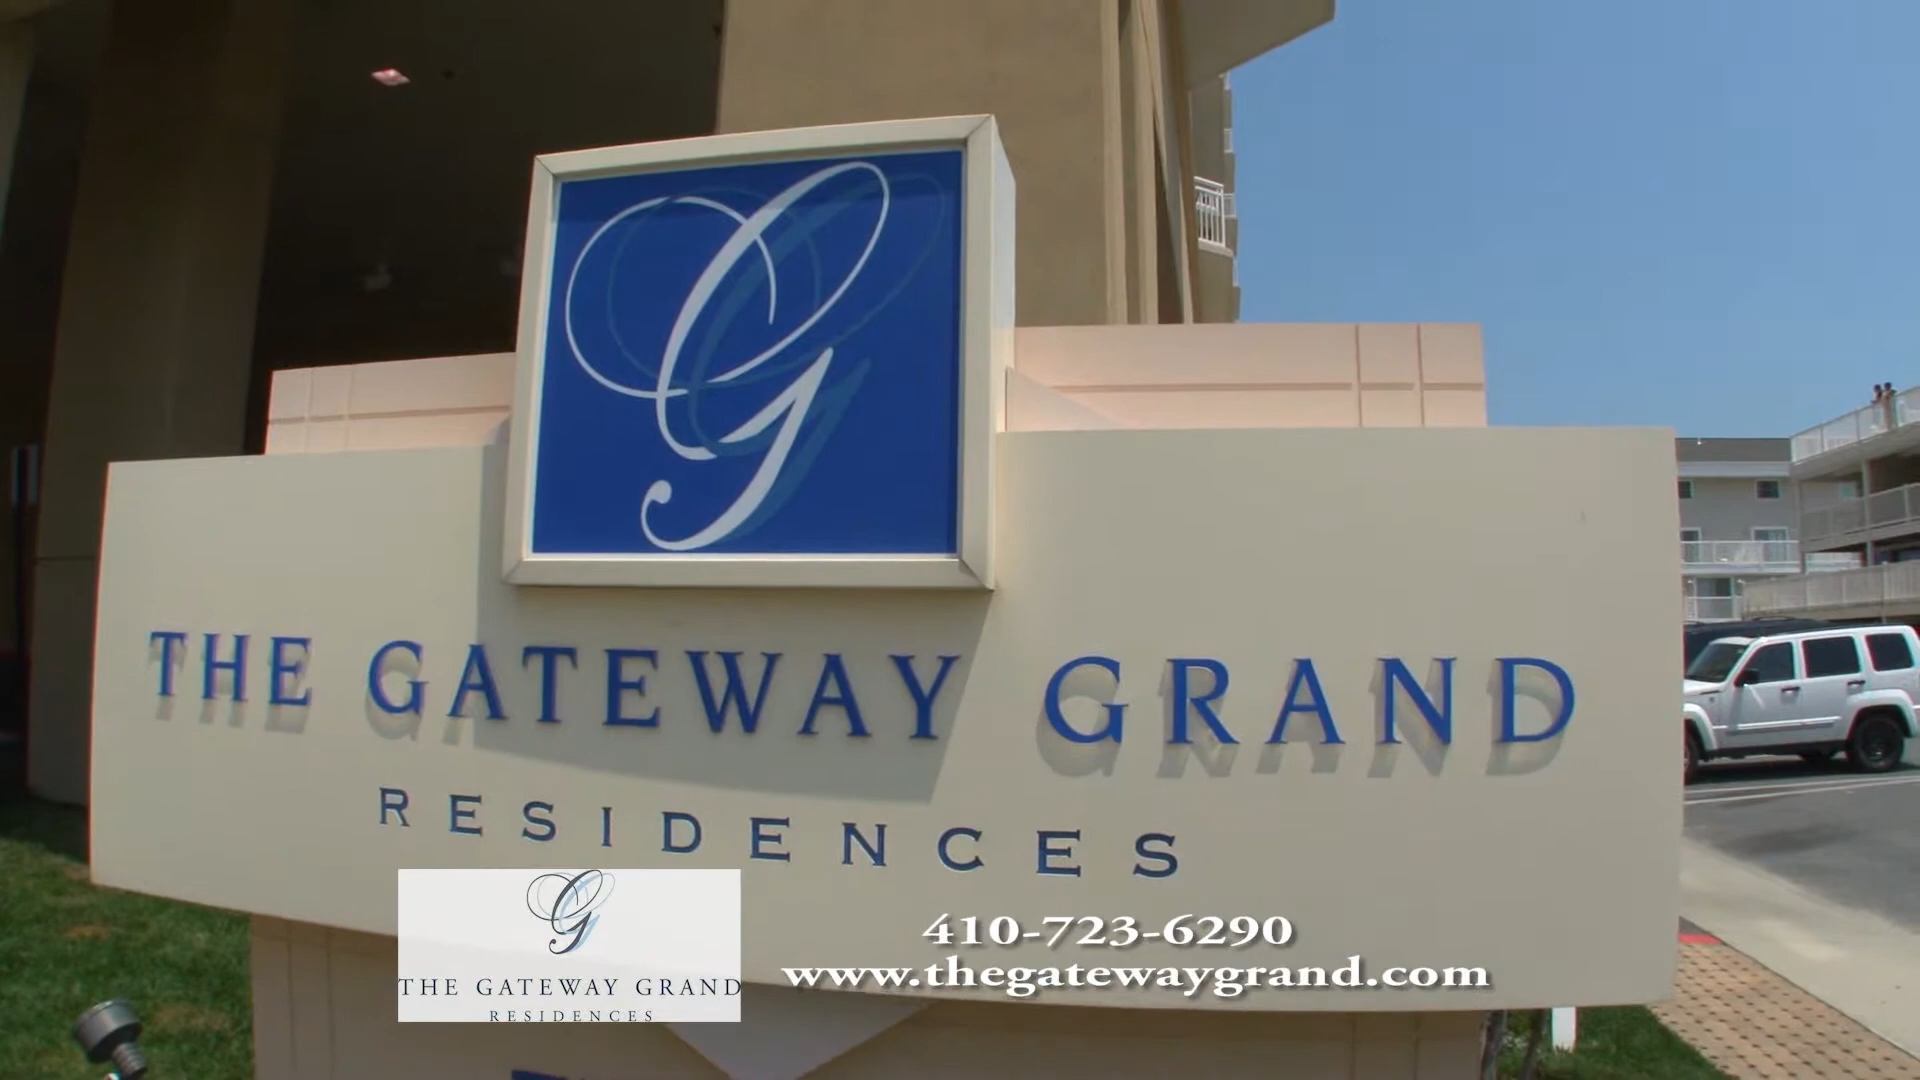 G
THE GATEWAY GRAND
RESIDENCES
G
THE GATEWAY GRAND
RESIDENCES
410-723-6290
www.thegatewaygrand.com